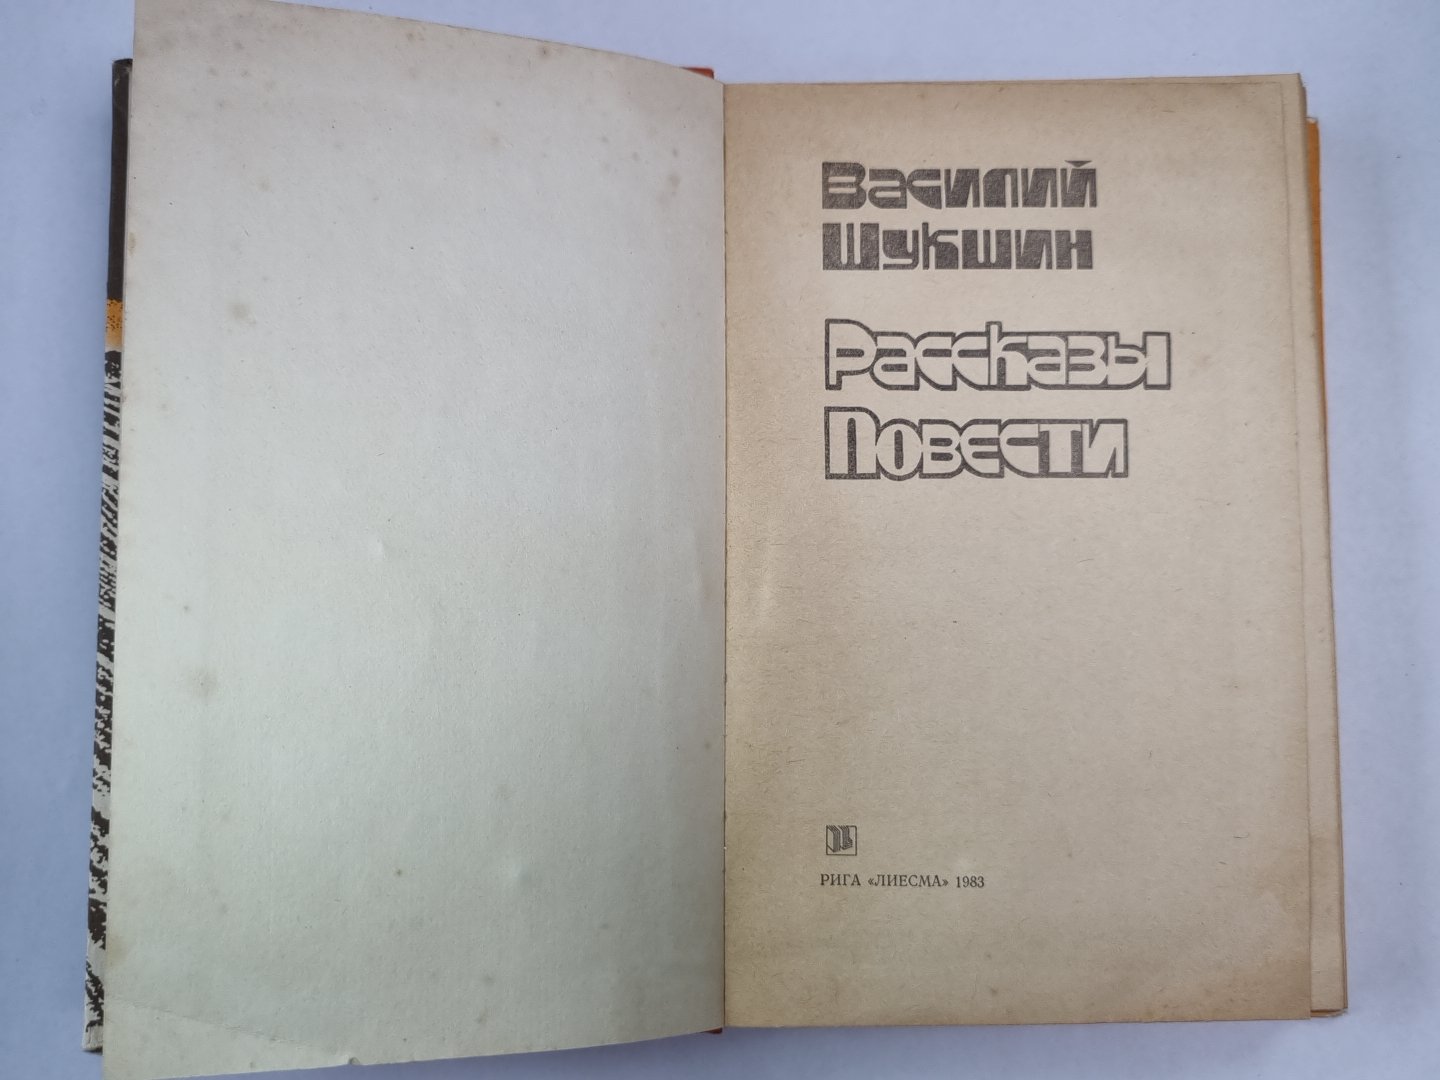 Василий
Шукшин
Рассказы
Повести
РИГА «ЛИЕСМА» 1983